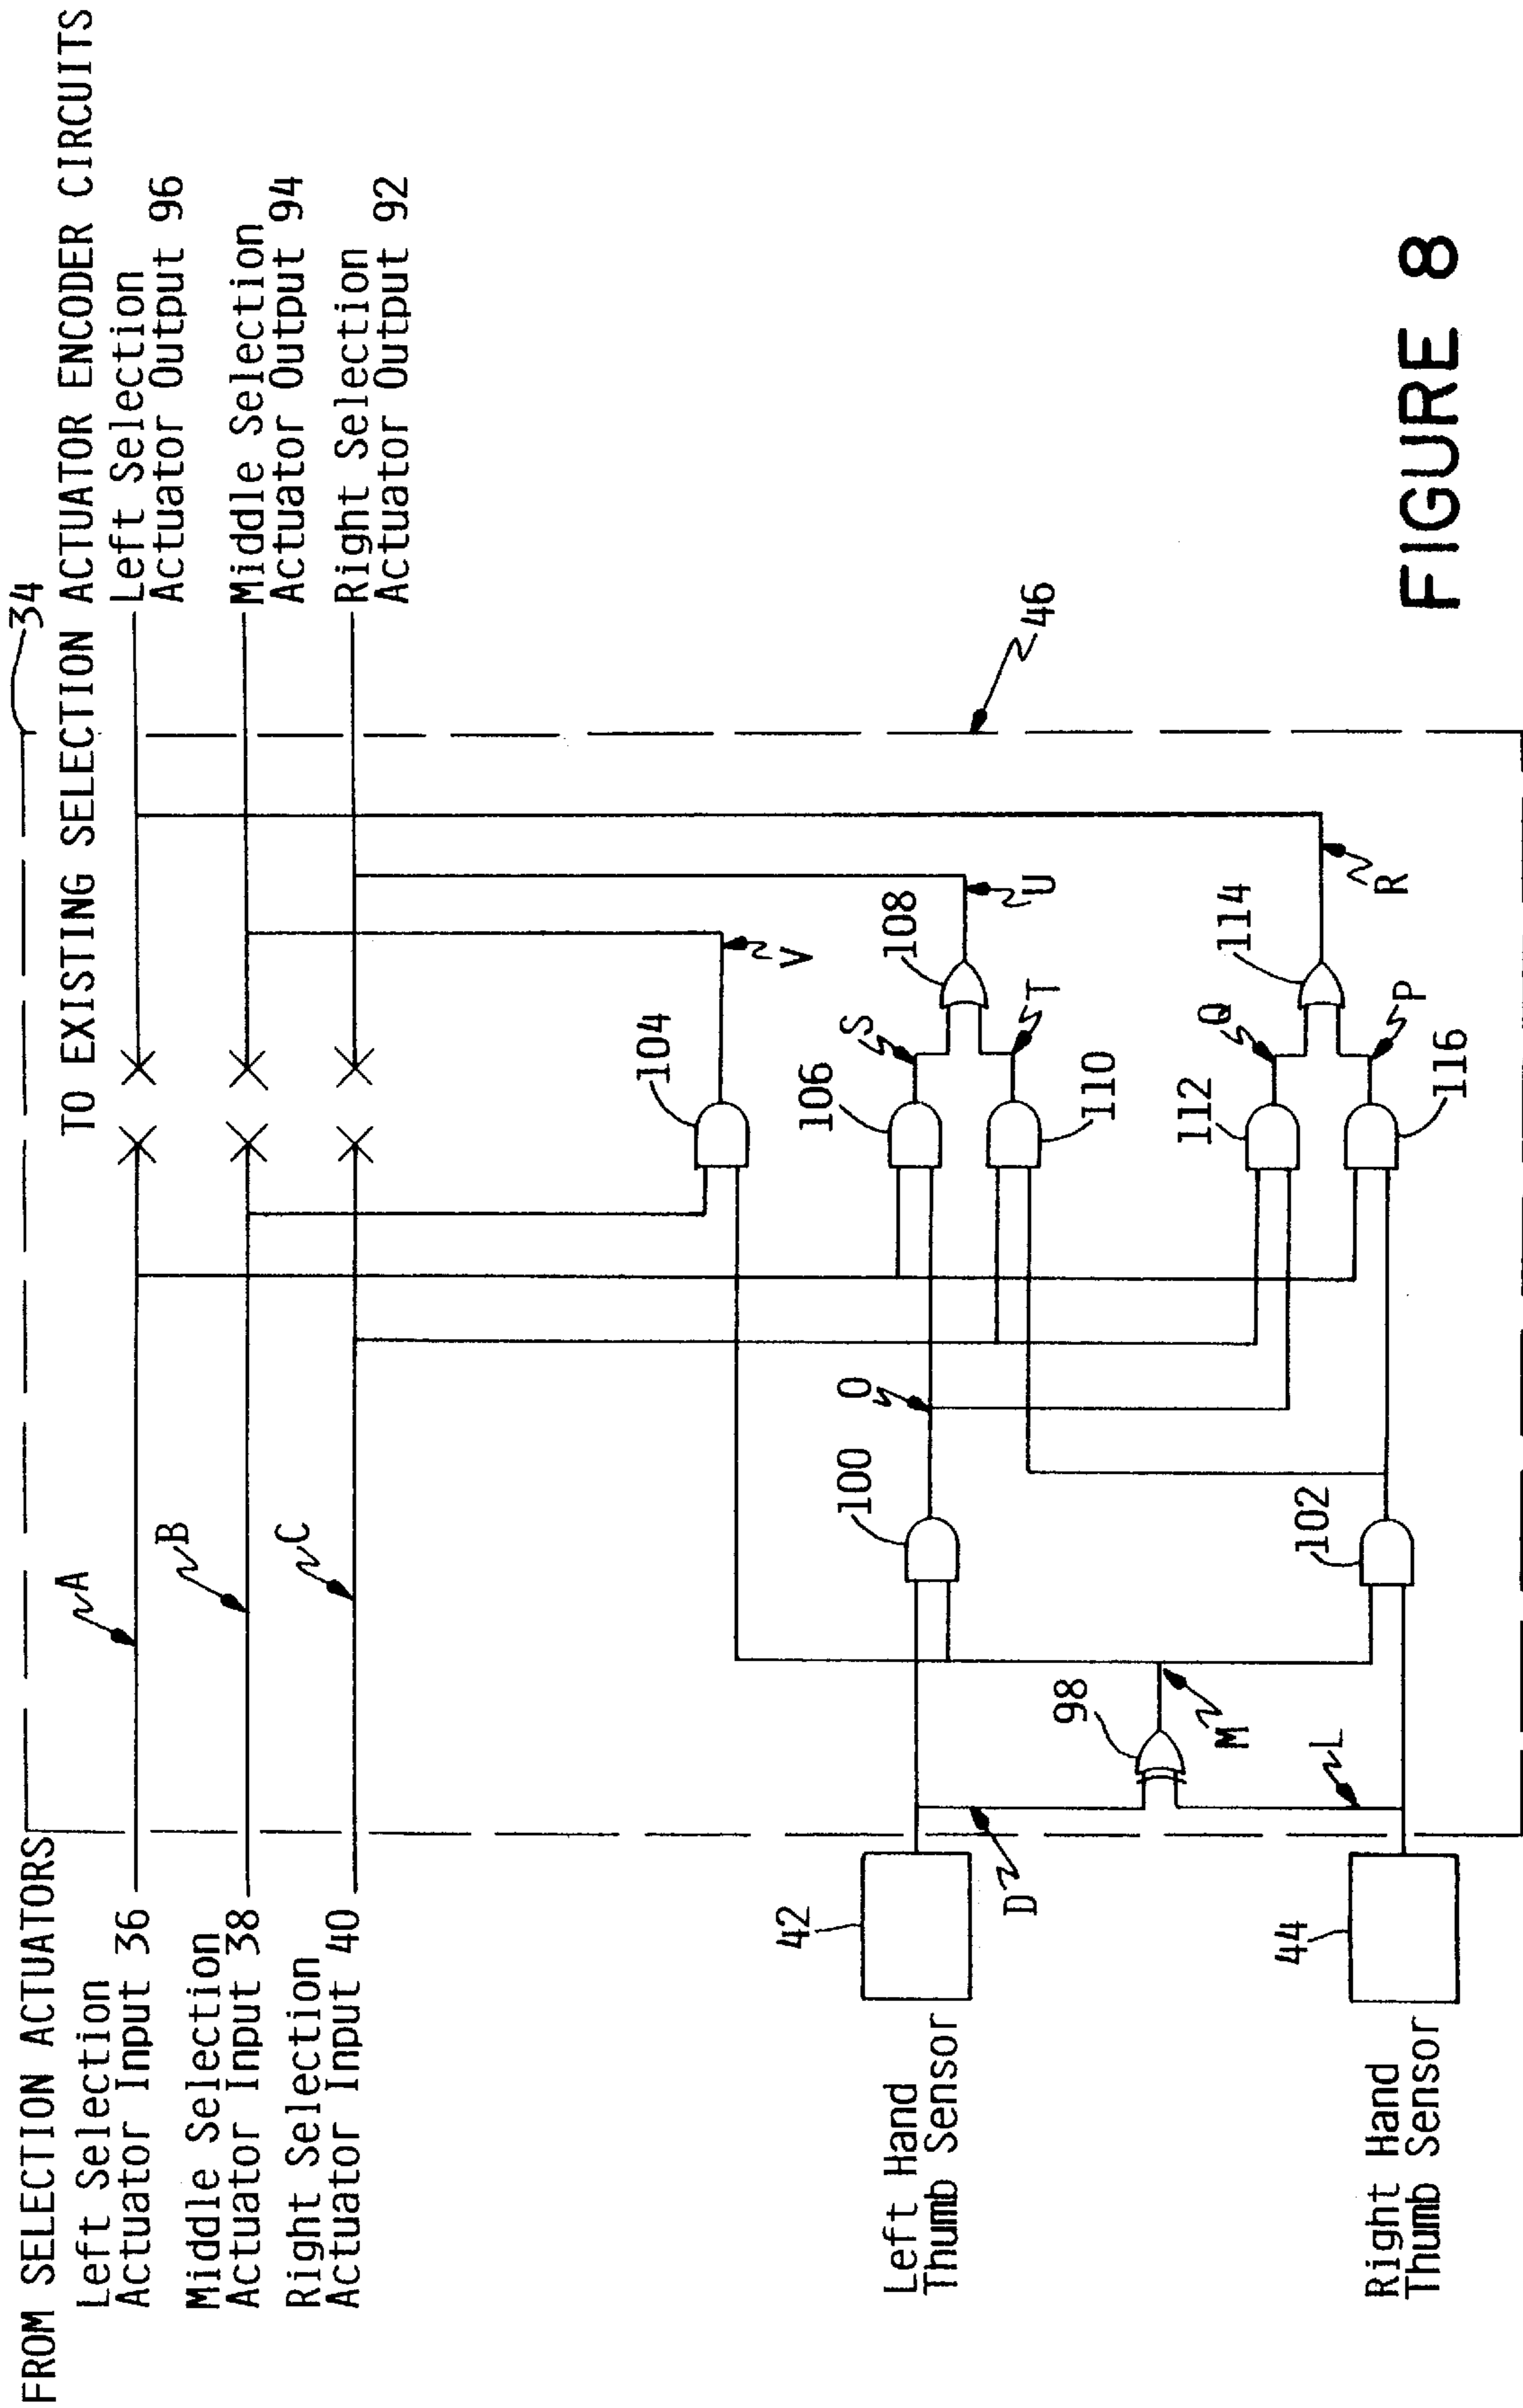 34
FROM SELECTION ACTUATORS
TO EXISTING SELECTION ACTUATOR ENCODER CIRCUITS
Left Selection
Actuator Input 36
A
Left Selection
Actuator Output 96
Middle Selection
Actuator Input 38
B
Middle Selection
Actuator Output 94
Right Selection
Actuator Input 40
C
Right Selection
Actuator Output 92
104
V
42
Left Hand
Thumb Sensor
D
100
O
106
S
108
U
110
T
46
98
M
L
112
Q
114
R
44
Right Hand
Thumb Sensor
102
116
P
FIGURE 8